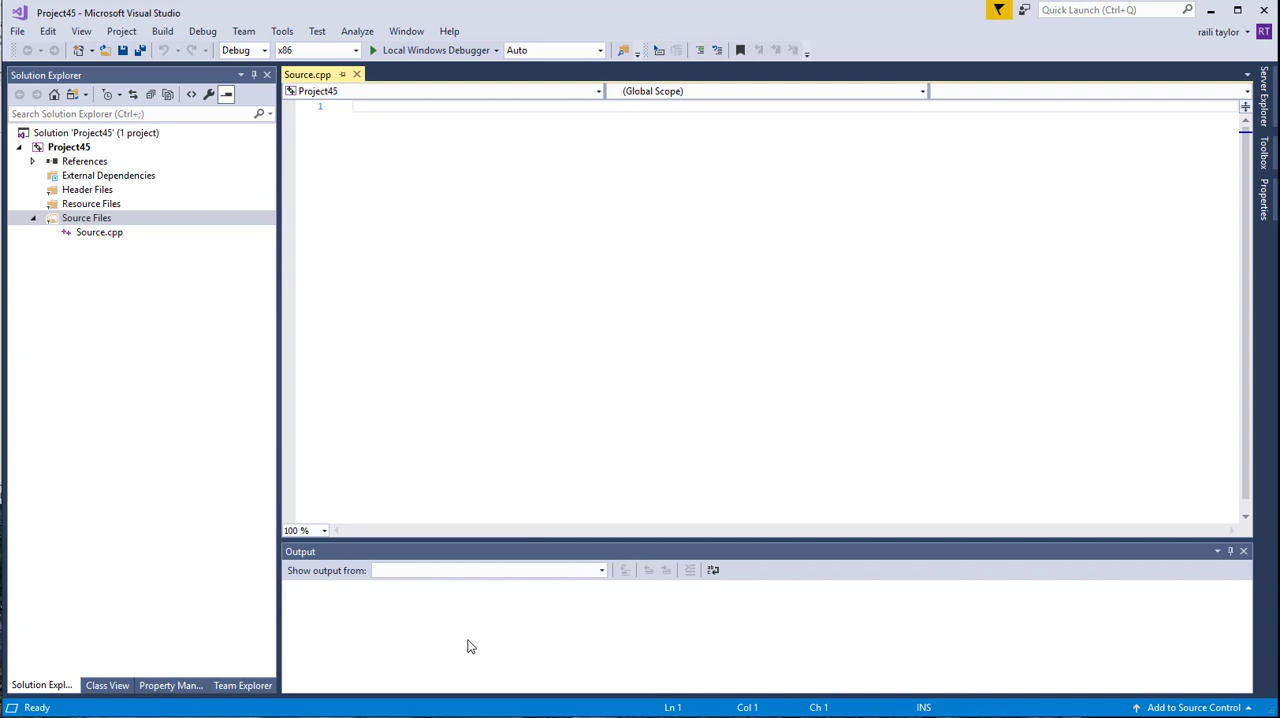 Project45 - Microsoft Visual Studio
Quick Launch (Ctrl+Q)
File Edit View Project Build Debug Team Tools Test Analyze Window Help
raili taylor RT
Debug x86 Local Windows Debugger Auto
Solution Explorer
Search Solution Explorer (Ctrl+;)
Solution 'Project45' (1 project)
Project45
References
External Dependencies
Header Files
Resource Files
Source Files
Source.cpp
Solution Expl... Class View Property Man... Team Explorer
Source.cpp
Project45 (Global Scope)
1
100 %
Output
Show output from:
Server Explorer
Toolbox
Properties
Ready Ln 1 Col 1 Ch 1 INS Add to Source Control